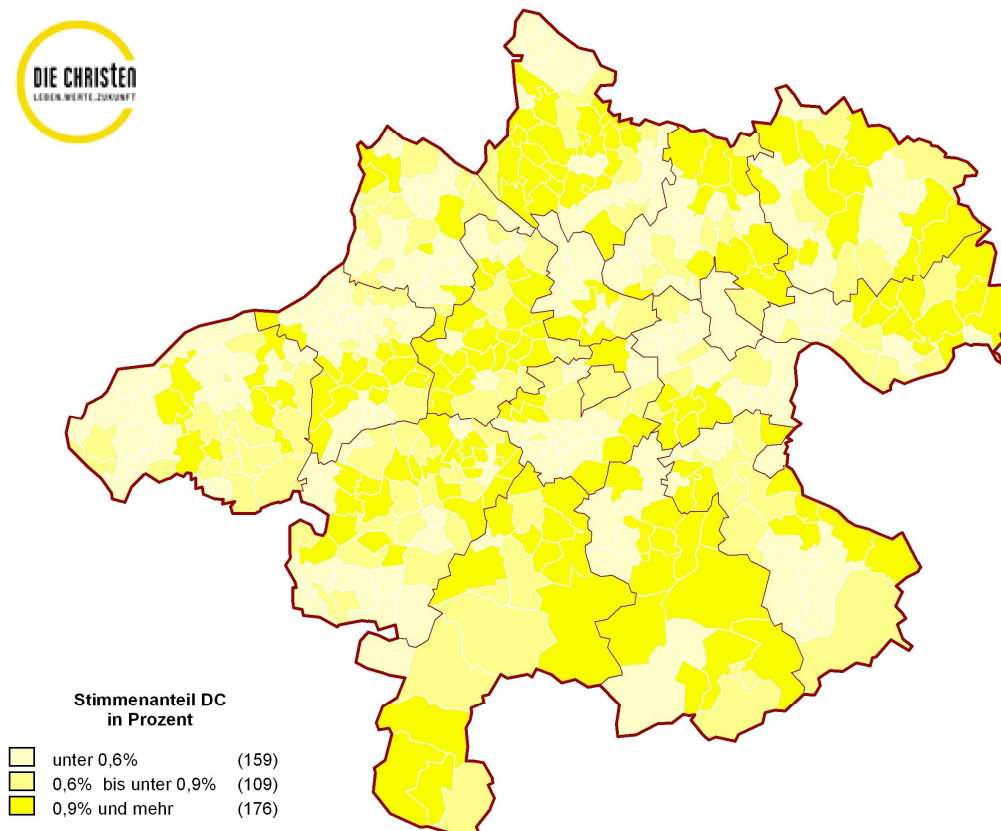 DIE CHRISTEN
LEBEN.WERTE.ZUKUNFT
Stimmenanteil DC
in Prozent
unter 0,6% (159)
0,6% bis unter 0,9% (109)
0,9% und mehr (176)